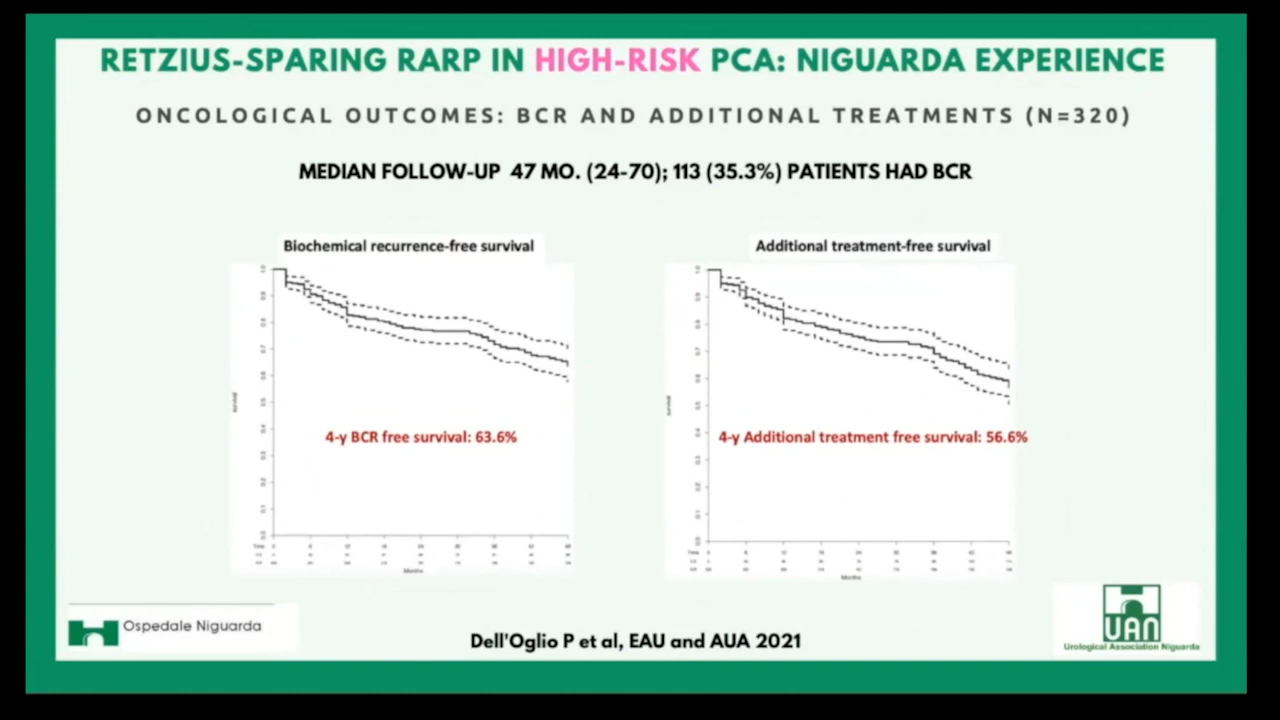 RETZIUS-SPARING RARP IN HIGH-RISK PCA: NIGUARDA EXPERIENCE
ONCOLOGICAL OUTCOMES: BCR AND ADDITIONAL TREATMENTS (N=320)
MEDIAN FOLLOW-UP 47 MO. (24-70); 113 (35.3%) PATIENTS HAD BCR
Biochemical recurrence-free survival
4-y BCR free survival: 63.6%
Months
Additional treatment-free survival
4-y Additional treatment free survival: 56.6%
Months
Ospedale Niguarda
Dell'Oglio P et al, EAU and AUA 2021
UAN
Urological Association Niguarda